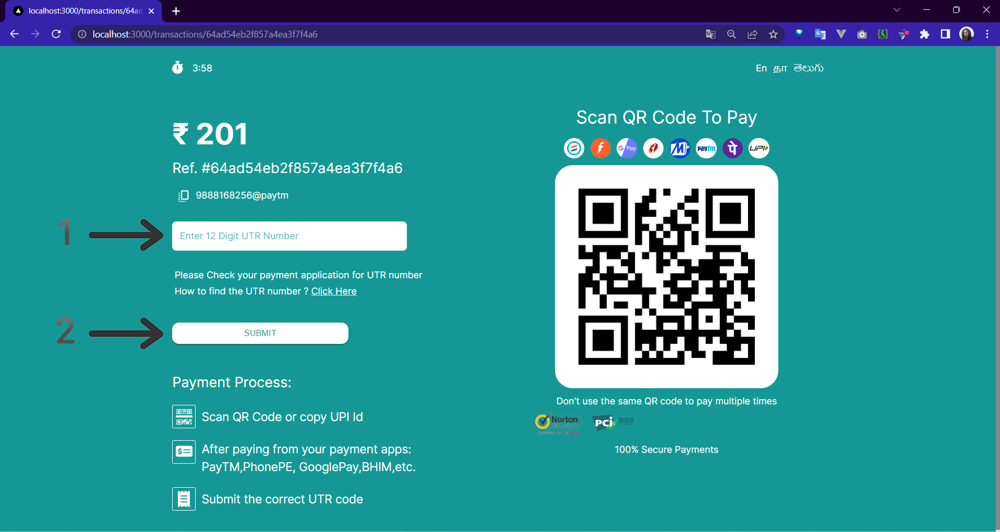 localhost:3000/transactions/64ad
localhost:3000/transactions/64ad54eb2f857a4ea3f7f4a6
3:58
En தா తెలుగు
₹ 201
Ref. #64ad54eb2f857a4ea3f7f4a6
9888168256@paytm
1
Enter 12 Digit UTR Number
Please Check your payment application for UTR number
How to find the UTR number ? Click Here
2
SUBMIT
Payment Process:
Scan QR Code or copy UPI Id
After paying from your payment apps:
PayTM,PhonePE, GooglePay,BHIM,etc.
Submit the correct UTR code
Scan QR Code To Pay
G Pay
paytm
पे
UPI
Don't use the same QR code to pay multiple times
Norton
SECURED
powered by
PCi DSS
100% Secure Payments